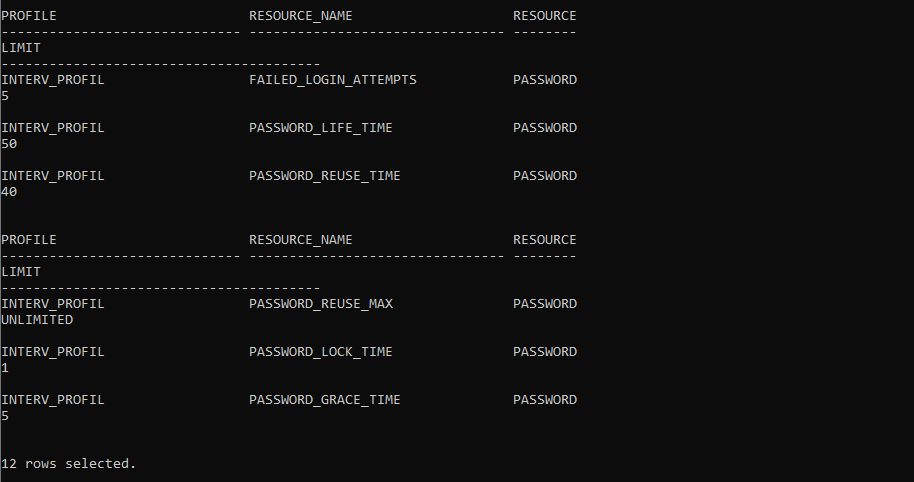 PROFILE                        RESOURCE_NAME                    RESOURCE
------------------------------ -------------------------------- --------
LIMIT
----------------------------------------
INTERV_PROFIL                  FAILED_LOGIN_ATTEMPTS            PASSWORD
5
INTERV_PROFIL                  PASSWORD_LIFE_TIME               PASSWORD
50
INTERV_PROFIL                  PASSWORD_REUSE_TIME              PASSWORD
40
PROFILE                        RESOURCE_NAME                    RESOURCE
------------------------------ -------------------------------- --------
LIMIT
----------------------------------------
INTERV_PROFIL                  PASSWORD_REUSE_MAX               PASSWORD
UNLIMITED
INTERV_PROFIL                  PASSWORD_LOCK_TIME               PASSWORD
1
INTERV_PROFIL                  PASSWORD_GRACE_TIME              PASSWORD
5
12 rows selected.